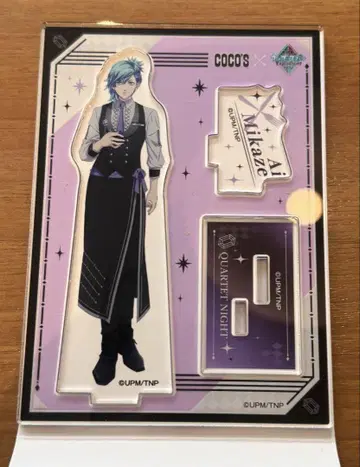 COCO'S ×
Ai
Mikaze
©UPM/TNP
QUARTET NIGHT
©UPM/TNP
©UPM/TNP
©UPM/TNP